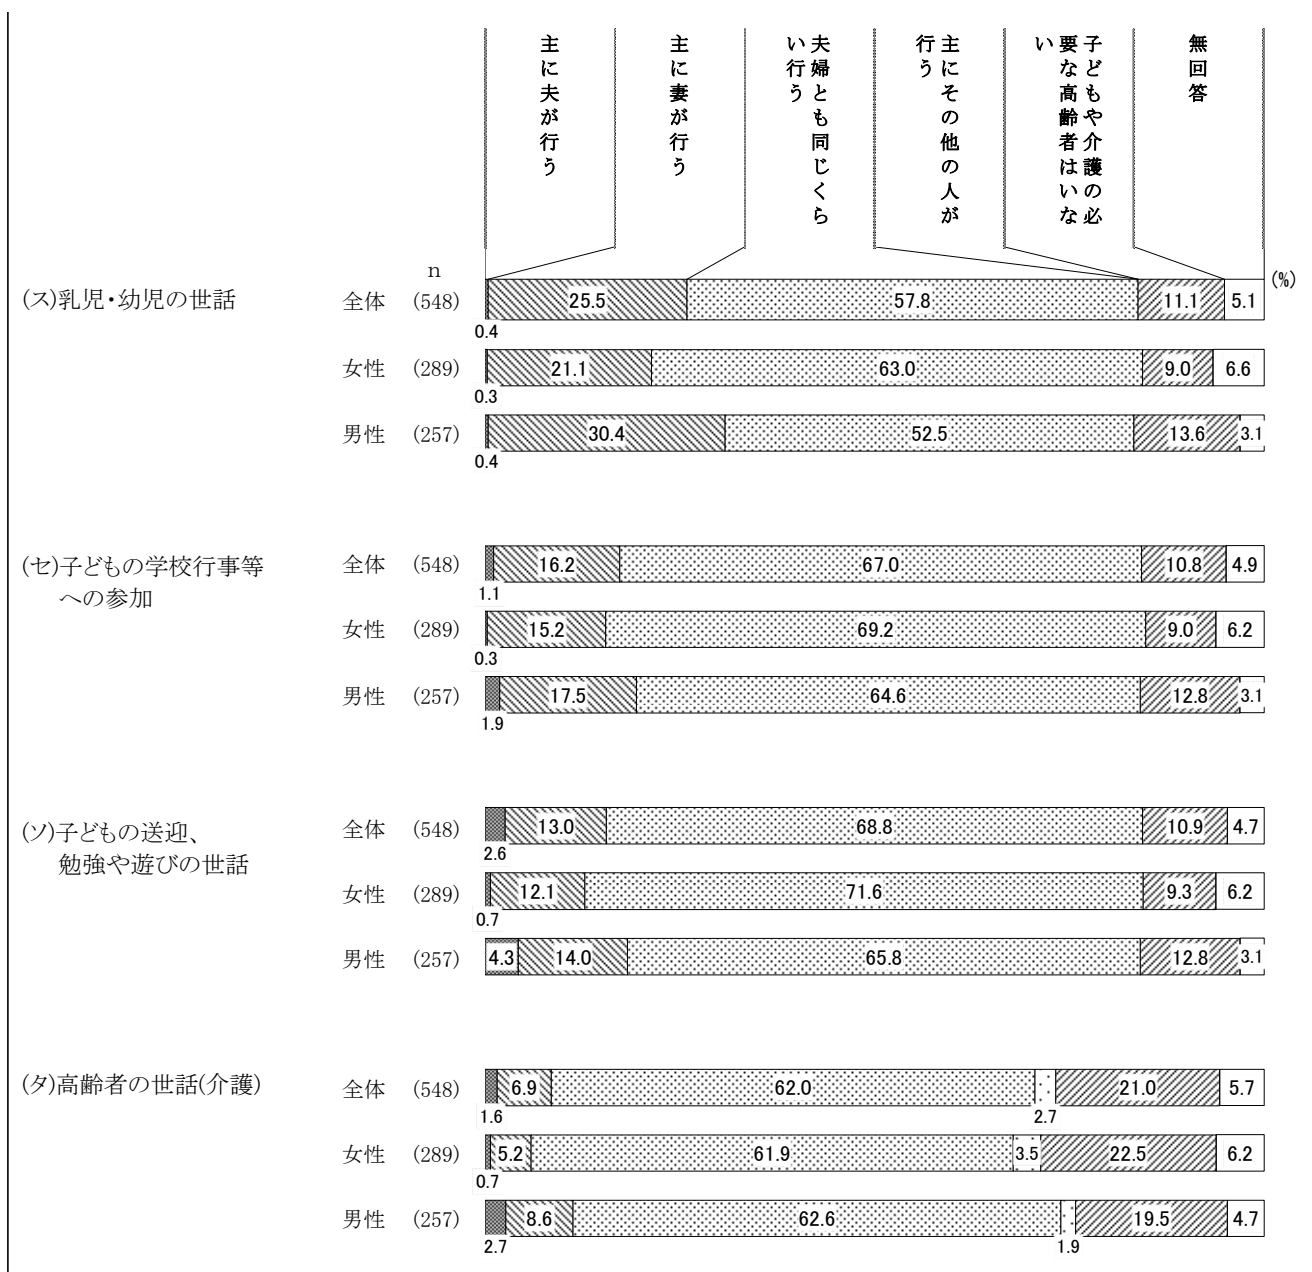 主に夫が行う
主に妻が行う
夫婦とも同じくら
い行う
主にその他の人が
行う
子どもや介護の必
要な高齢者はいな
い
無回答
n
(%)
(ス)乳児・幼児の世話
全体 (548) 25.5 57.8 11.1 5.1
0.4
女性 (289) 21.1 63.0 9.0 6.6
0.3
男性 (257) 30.4 52.5 13.6 3.1
0.4
(セ)子どもの学校行事等
への参加
全体 (548) 16.2 67.0 10.8 4.9
1.1
女性 (289) 15.2 69.2 9.0 6.2
0.3
男性 (257) 17.5 64.6 12.8 3.1
1.9
(ソ)子どもの送迎、
勉強や遊びの世話
全体 (548) 13.0 68.8 10.9 4.7
2.6
女性 (289) 12.1 71.6 9.3 6.2
0.7
男性 (257) 4.3 14.0 65.8 12.8 3.1
(タ)高齢者の世話(介護)
全体 (548) 6.9 62.0 21.0 5.7
1.6 2.7
女性 (289) 5.2 61.9 3.5 22.5 6.2
0.7
男性 (257) 8.6 62.6 19.5 4.7
2.7 1.9